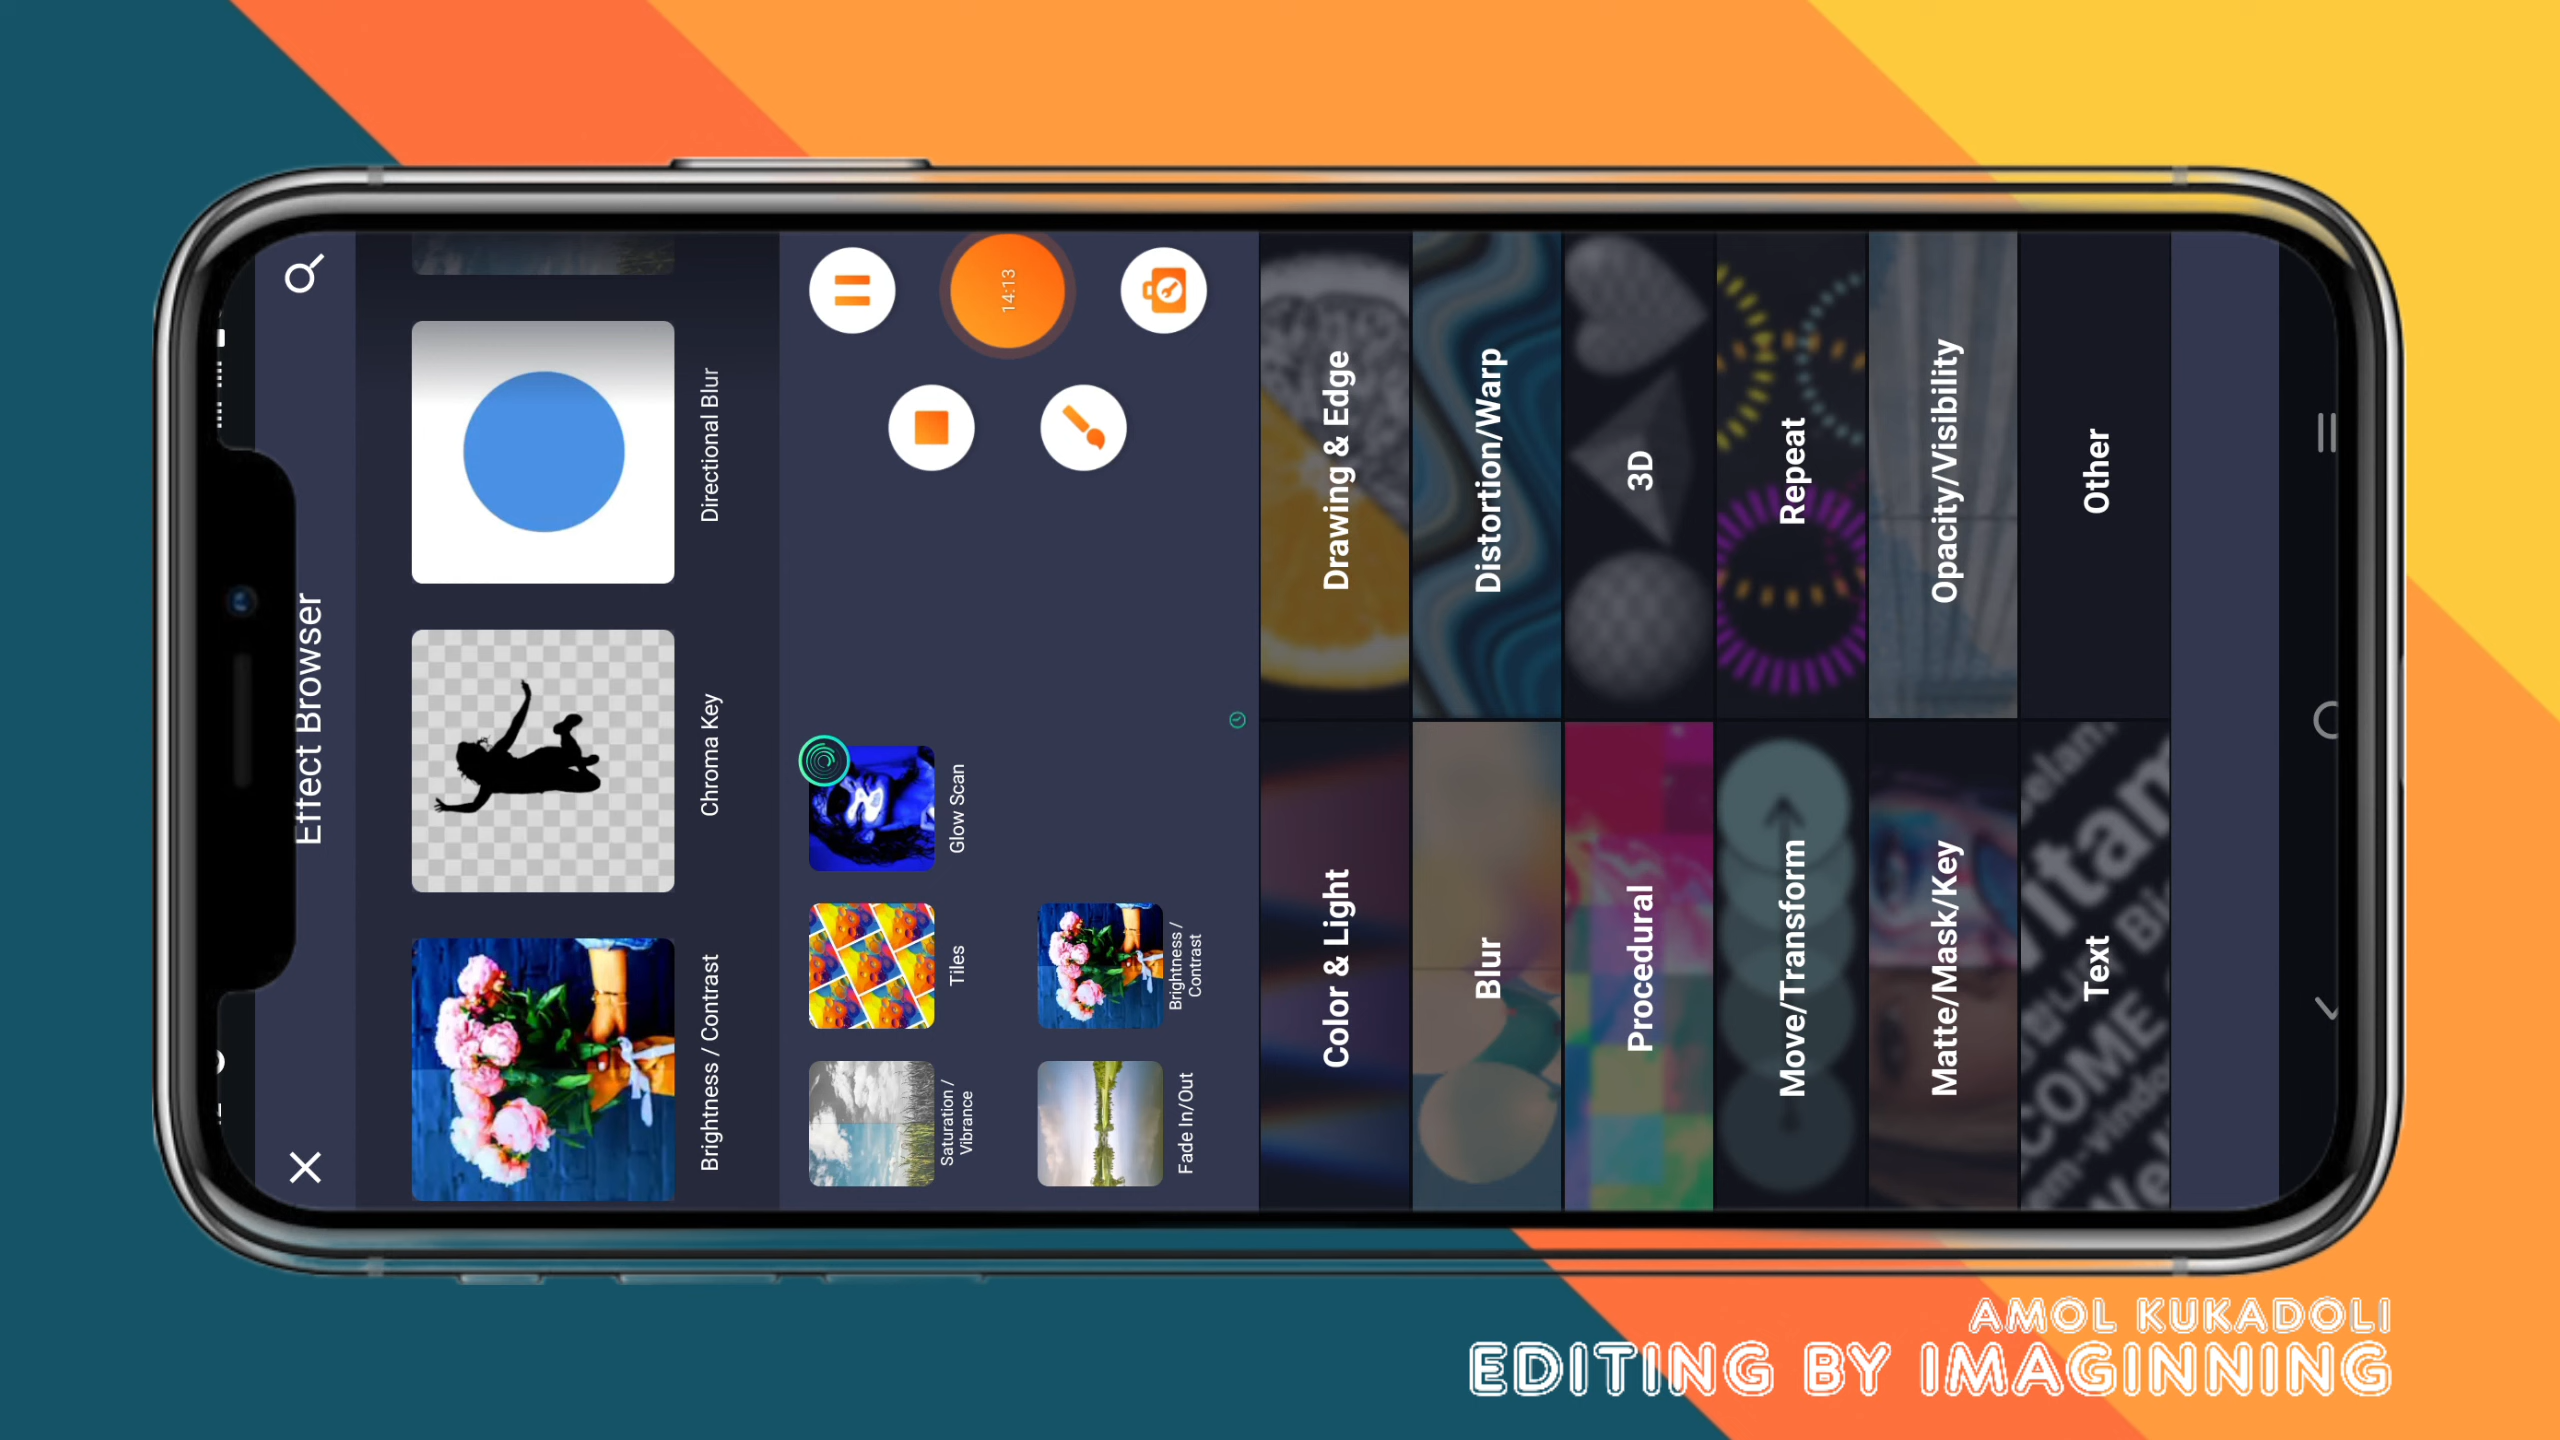 Effect Browser
Brightness / Contrast
Chroma Key
Directional Blur
14:13
Saturation /
Vibrance
Tiles
Glow Scan
Fade In/Out
Brightness /
Contrast
Color & Light
Drawing & Edge
Blur
Distortion/Warp
Procedural
3D
Move/Transform
Repeat
Matte/Mask/Key
Opacity/Visibility
Text
Other
AMOL KUKADOLI
EDITING BY IMAGINNING